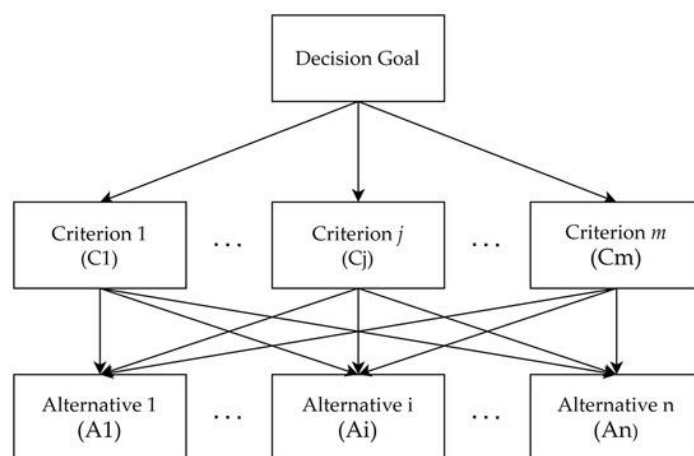 Decision Goal
Criterion 1
(C1)
...
Criterion j
(Cj)
...
Criterion m
(Cm)
Alternative 1
(A1)
...
Alternative i
(Ai)
...
Alternative n
(An)